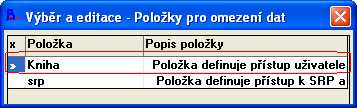 Výběr a editace - Položky pro omezení dat
x Položka Popis položky
> Kniha Položka definuje přístup uživatele
srp Položka definuje přístup k SRP a